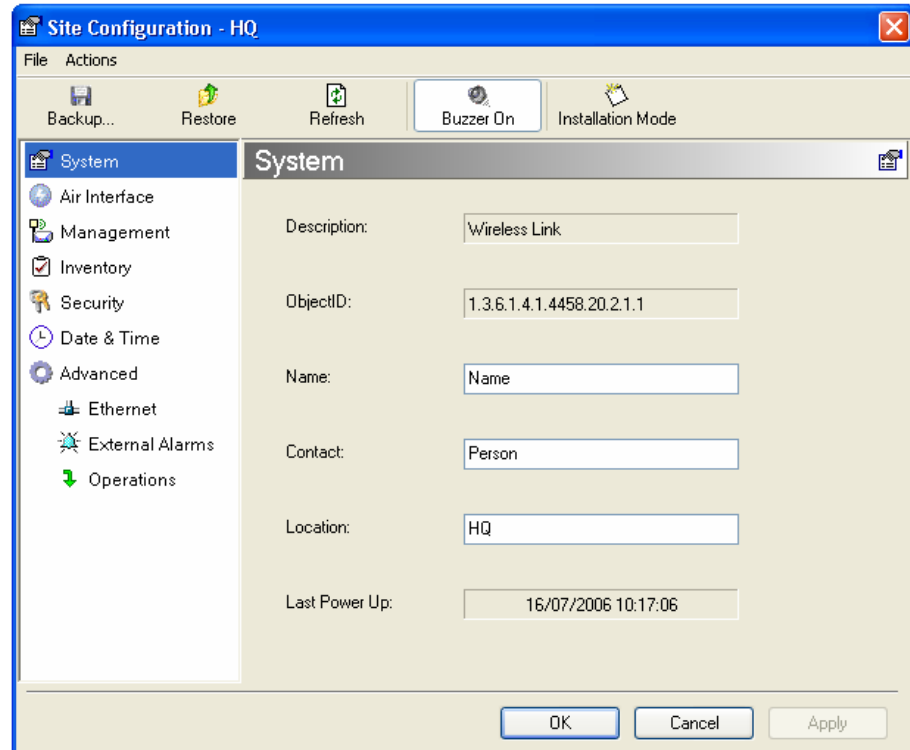 Site Configuration - HQ
File Actions
Backup... Restore Refresh Buzzer On Installation Mode
System
Air Interface
Management
Inventory
Security
Date & Time
Advanced
Ethernet
External Alarms
Operations
System
Description: Wireless Link
ObjectID: 1.3.6.1.4.1.4458.20.2.1.1
Name: Name
Contact: Person
Location: HQ
Last Power Up: 16/07/2006 10:17:06
OK Cancel Apply